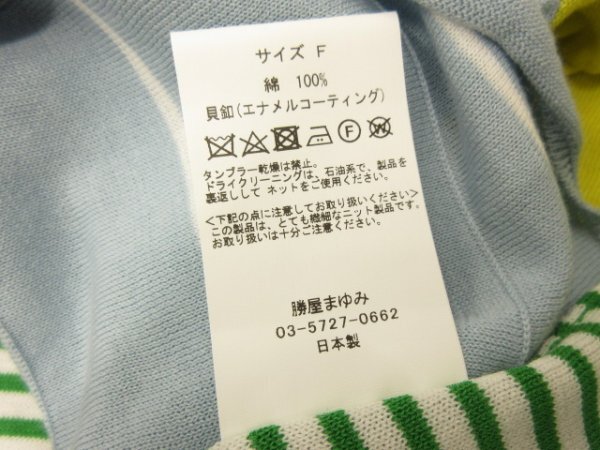 サイズ F
綿 100%
貝釦(エナメルコーティング)
F W
タンブラー乾燥は禁止。
ドライクリーニングは、石油系で、製品を
裏返しして ネットをご使用ください。
<下記の点に注意してお取り扱いください>
この製品は、とても繊細なニット製品です。
お取り扱いは十分ご注意ください。
勝屋まゆみ
03-5727-0662
日本製